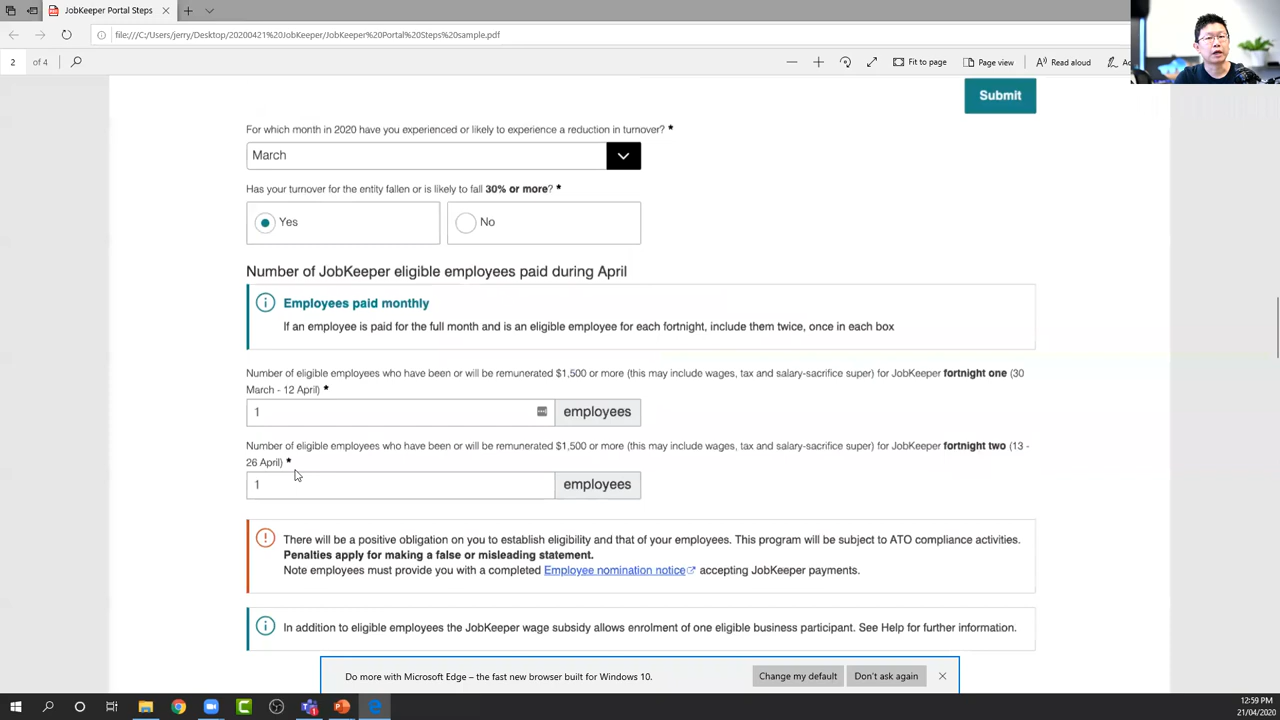 JobKeeper Portal Steps
file:///C:/Users/jerry/Desktop/20200421%20JobKeeper/JobKeeper%20Portal%20Steps%20sample.pdf
2 of 4
Fit to page
Page view
Read aloud
Submit
For which month in 2020 have you experienced or likely to experience a reduction in turnover? *
March
Has your turnover for the entity fallen or is likely to fall 30% or more? *
Yes
No
Number of JobKeeper eligible employees paid during April
Employees paid monthly
If an employee is paid for the full month and is an eligible employee for each fortnight, include them twice, once in each box
Number of eligible employees who have been or will be remunerated $1,500 or more (this may include wages, tax and salary-sacrifice super) for JobKeeper fortnight one (30
March - 12 April) *
1 employees
Number of eligible employees who have been or will be remunerated $1,500 or more (this may include wages, tax and salary-sacrifice super) for JobKeeper fortnight two (13 -
26 April) *
1 employees
There will be a positive obligation on you to establish eligibility and that of your employees. This program will be subject to ATO compliance activities.
Penalties apply for making a false or misleading statement.
Note employees must provide you with a completed Employee nomination notice accepting JobKeeper payments.
In addition to eligible employees the JobKeeper wage subsidy allows enrolment of one eligible business participant. See Help for further information.
Do more with Microsoft Edge – the fast new browser built for Windows 10.
Change my default
Don't ask again
12:59 PM
21/04/2020